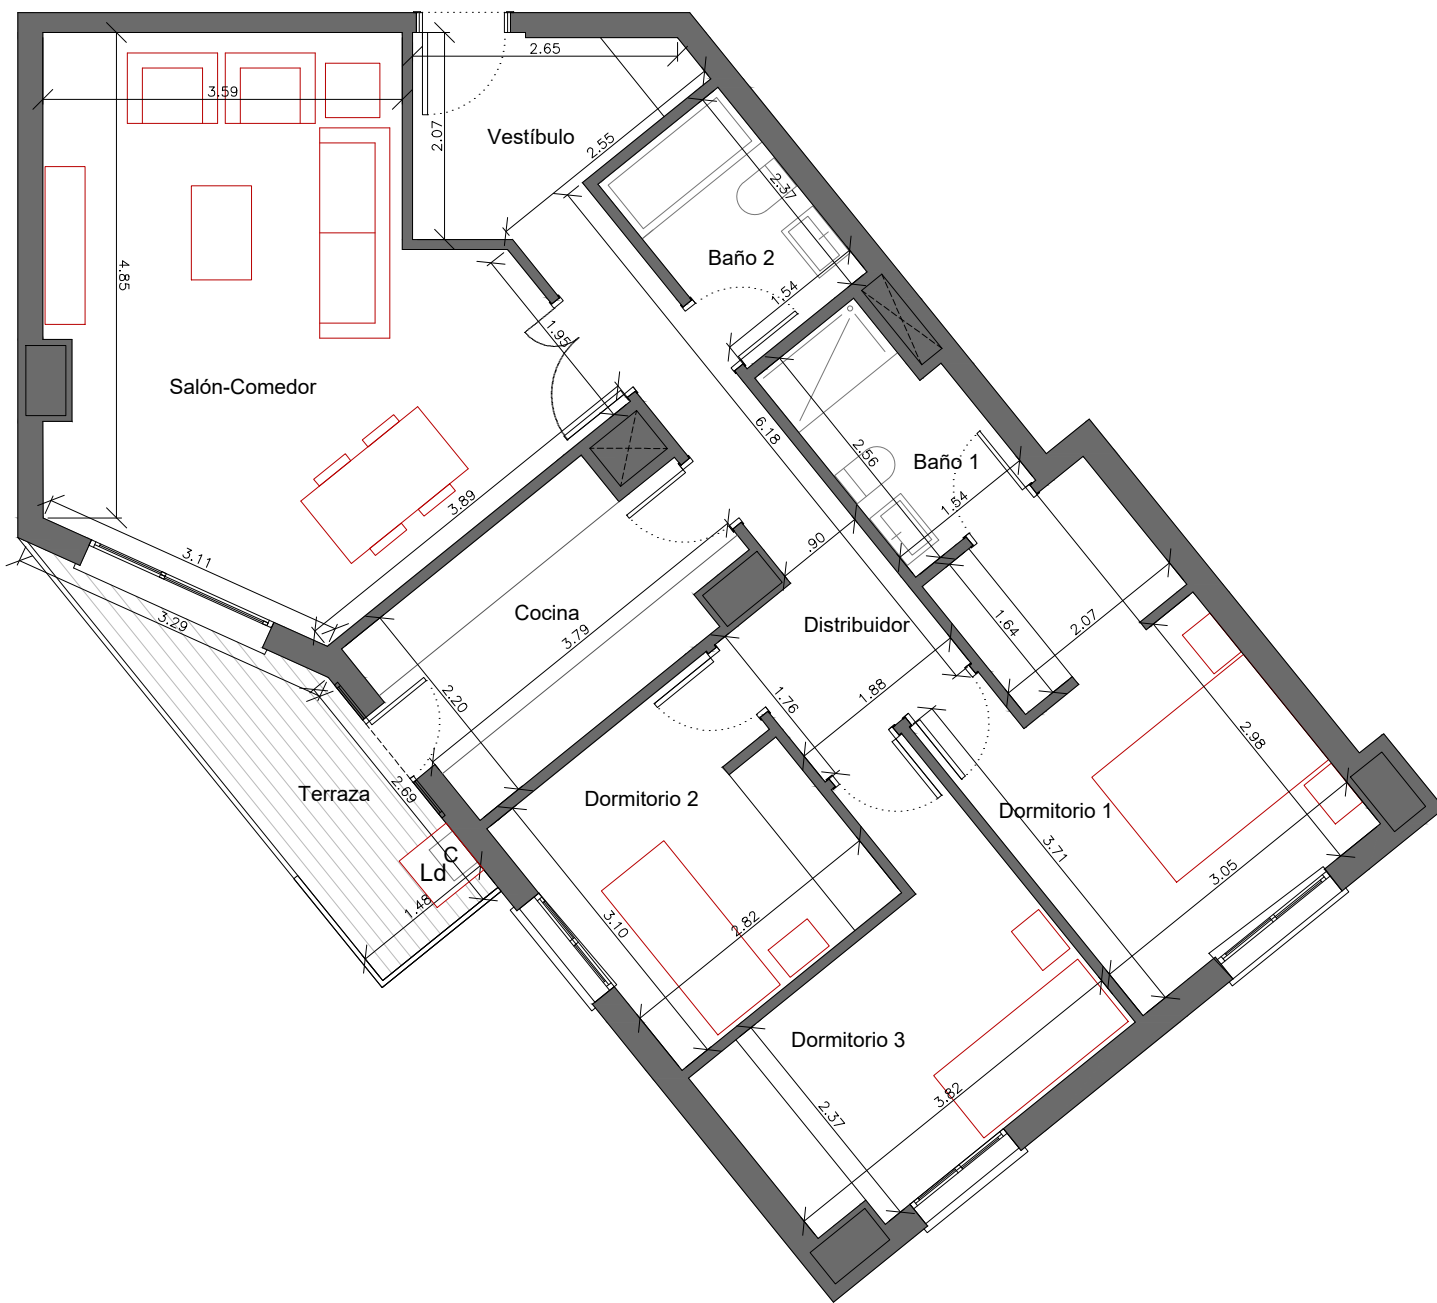 2.65
3.59
2.07
Vestíbulo
2.55
2.37
Baño 2
4.85
1.54
1.95
Salón-Comedor
6.18
2.56
Baño 1
1.54
3.89
3.11
.90
3.29
Cocina
3.79
Distribuidor
1.64
2.07
1.88
1.76
2.20
2.98
Terraza
2.69
Dormitorio 2
Dormitorio 1
3.71
C
Ld
3.05
1.48
3.10
2.82
Dormitorio 3
3.82
2.37